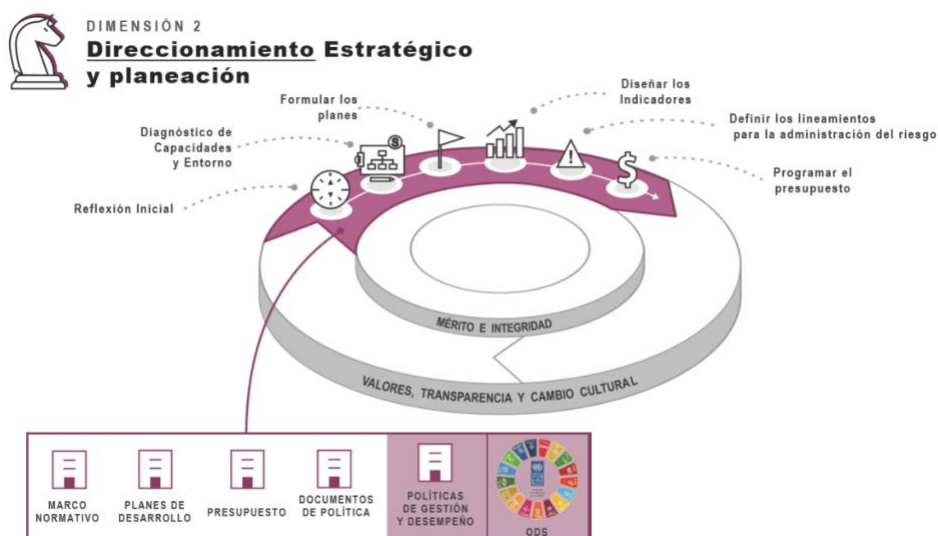 DIMENSIÓN 2
Direccionamiento Estratégico
y planeación
Reflexión Inicial
Diagnóstico de
Capacidades
y Entorno
Formular los
planes
Diseñar los
Indicadores
Definir los lineamientos
para la administración del riesgo
Programar el
presupuesto
MÉRITO E INTEGRIDAD
VALORES, TRANSPARENCIA Y CAMBIO CULTURAL
MARCO
NORMATIVO
PLANES DE
DESARROLLO
PRESUPUESTO
DOCUMENTOS
DE POLÍTICA
POLÍTICAS
DE GESTIÓN
Y DESEMPEÑO
ODS